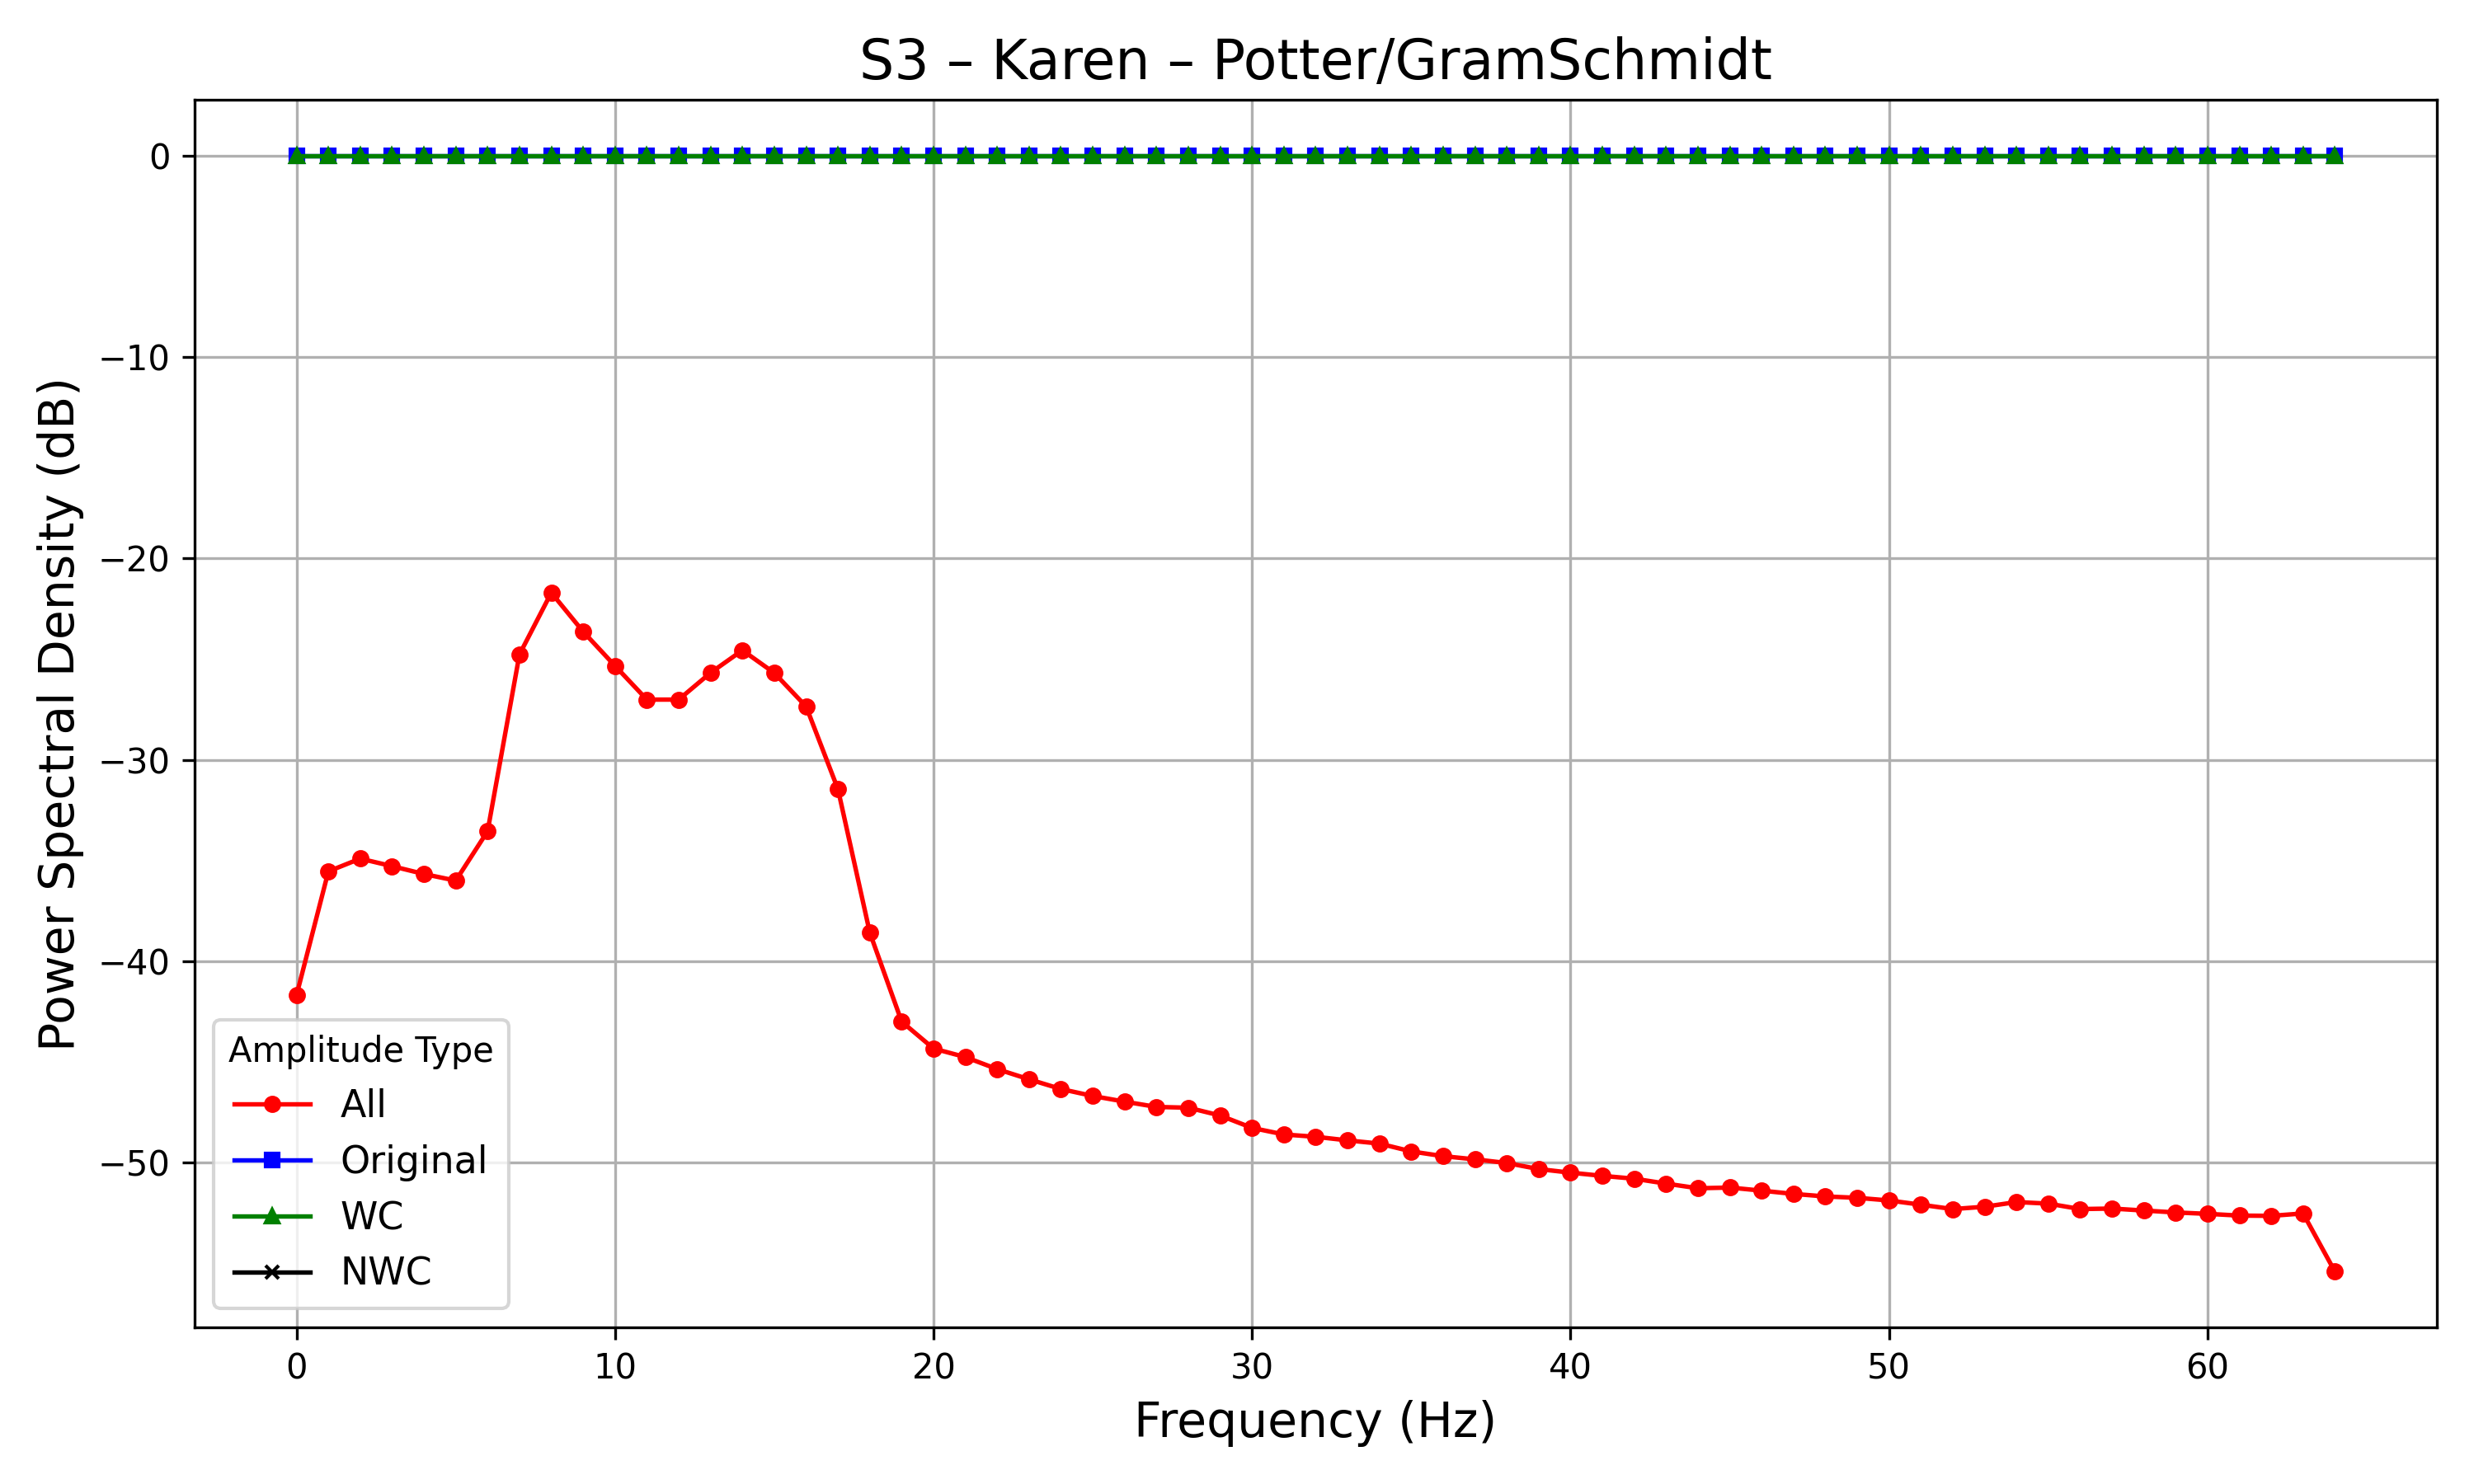 S3 – Karen – Potter/GramSchmidt
Power Spectral Density (dB)
0
−10
−20
−30
−40
−50
Amplitude Type
All
Original
WC
NWC
0 10 20 30 40 50 60
Frequency (Hz)